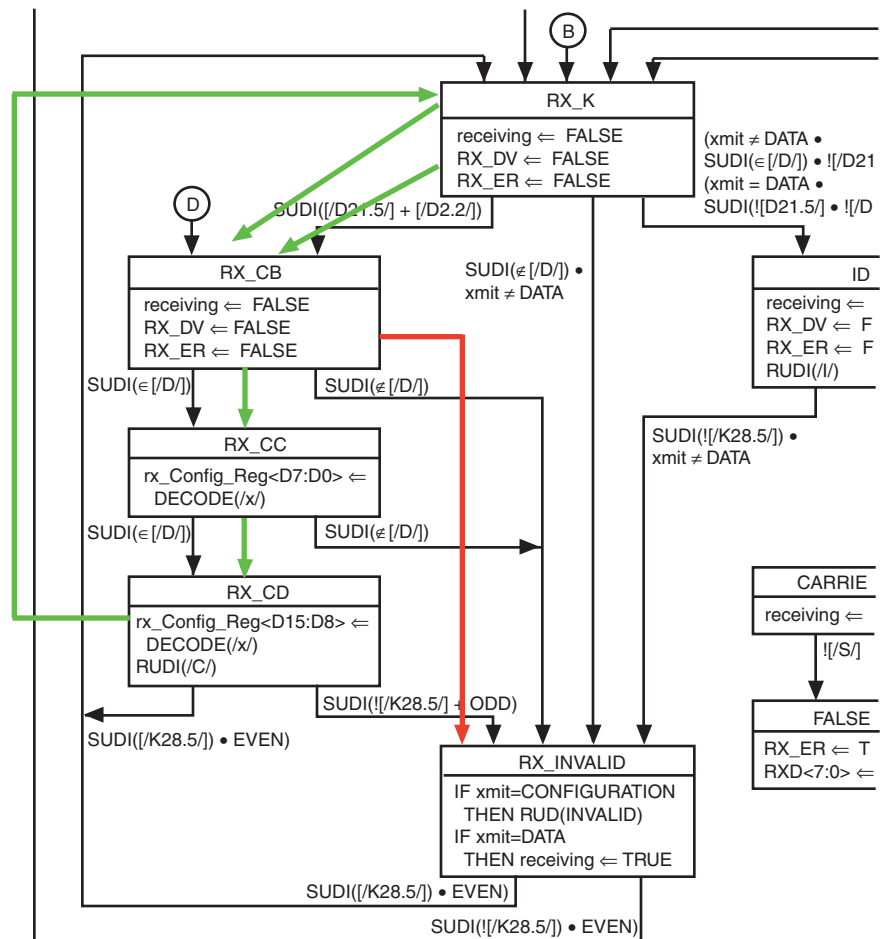 B
RX_K
receiving ⇐ FALSE
RX_DV ⇐ FALSE
RX_ER ⇐ FALSE
(xmit ≠ DATA •
SUDI(∈[/D/]) • ![/D21
(xmit = DATA •
SUDI(![D21.5/] • ![/D
D
SUDI([/D21.5/] + [/D2.2/])
RX_CB
receiving ⇐ FALSE
RX_DV ⇐ FALSE
RX_ER ⇐ FALSE
SUDI(∉[/D/]) •
xmit ≠ DATA
ID
receiving ⇐
RX_DV ⇐ F
RX_ER ⇐ F
RUDI(/I/)
SUDI(∈[/D/])
SUDI(∉[/D/])
RX_CC
rx_Config_Reg<D7:D0> ⇐
DECODE(/x/)
SUDI(![/K28.5/]) •
xmit ≠ DATA
SUDI(∈[/D/])
SUDI(∉[/D/])
RX_CD
rx_Config_Reg<D15:D8> ⇐
DECODE(/x/)
RUDI(/C/)
CARRIE
receiving ⇐
![/S/]
SUDI(![/K28.5/] + ODD)
SUDI([/K28.5/]) • EVEN)
FALSE
RX_ER ⇐ T
RXD<7:0> ⇐
RX_INVALID
IF xmit=CONFIGURATION
THEN RUD(INVALID)
IF xmit=DATA
THEN receiving ⇐ TRUE
SUDI([/K28.5/]) • EVEN)
SUDI(![/K28.5/]) • EVEN)